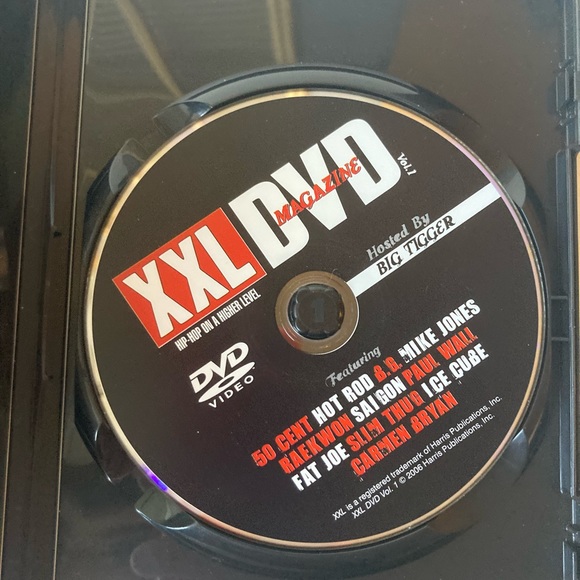 XXL
HIP-HOP ON A HIGHER LEVEL
DVD
MAGAZINE
Vol.1
Hosted By
BIG TIGGER
DVD
VIDEO
Featuring
50 CENT HOT ROD B.D. MIKE JONES
RAEKWON SAIGON PAUL WALL
FAT JOE SLIM THUG ICE CUBE
CARMEN BRYAN
XXL is a registered trademark of Harris Publications, Inc.
XXL DVD Vol. 1 © 2006 Harris Publications, Inc.